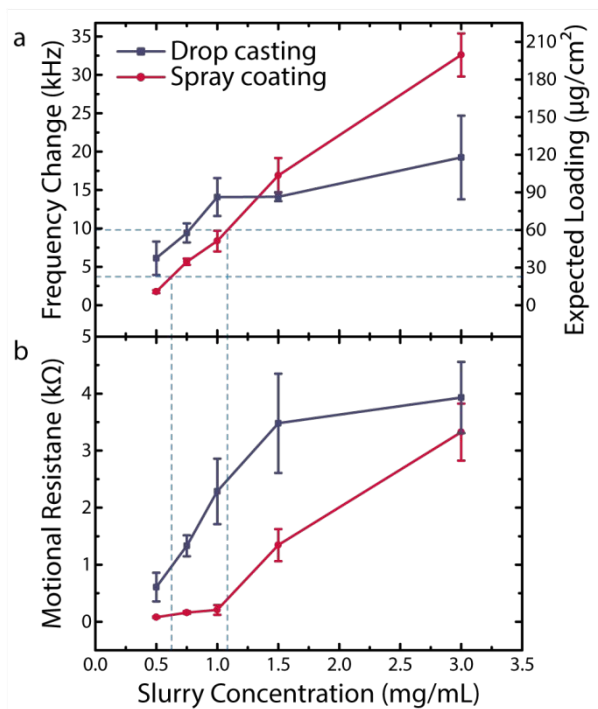 a
Frequency Change (kHz)
35
30
25
20
15
10
5
0
Drop casting
Spray coating
210
180
150
120
90
60
30
0
Expected Loading (μg/cm²)
b
Motional Resistane (kΩ)
5
4
3
2
1
0
0.0 0.5 1.0 1.5 2.0 2.5 3.0 3.5
Slurry Concentration (mg/mL)